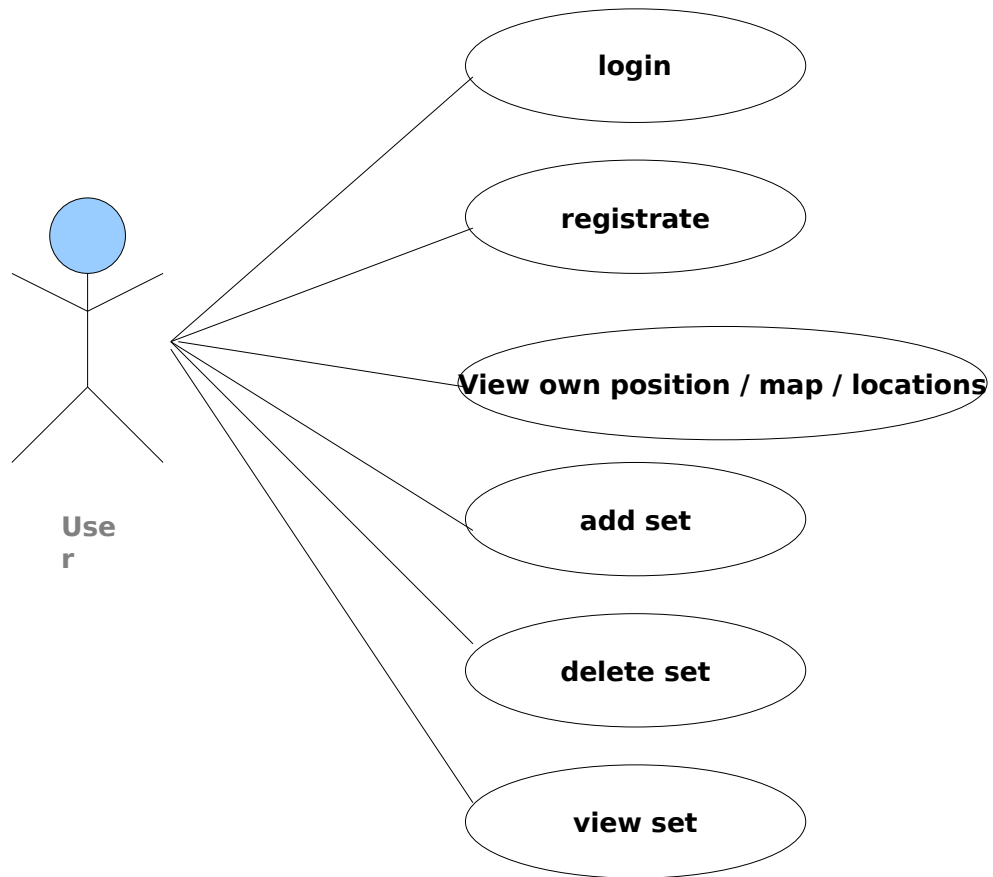 login
registrate
View own position / map / locations
Use
r
add set
delete set
view set